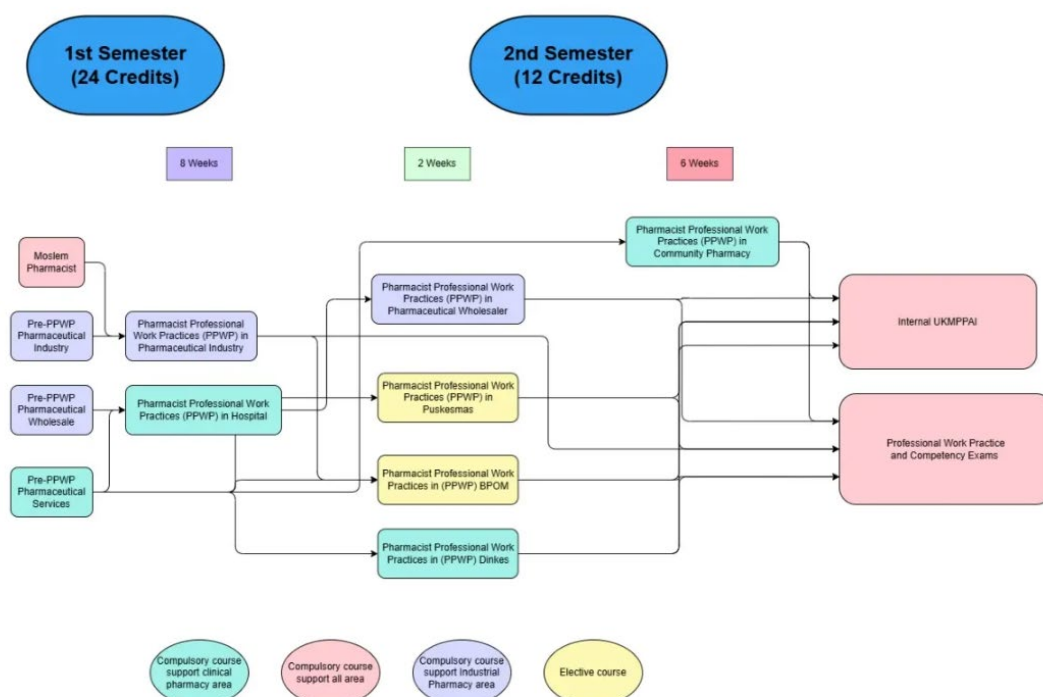 1st Semester
(24 Credits)
2nd Semester
(12 Credits)
8 Weeks
2 Weeks
6 Weeks
Moslem
Pharmacist
Pre-PPWP
Pharmaceutical
Industry
Pre-PPWP
Pharmaceutical
Wholesale
Pre-PPWP
Pharmaceutical
Services
Pharmacist Professional
Work Practices (PPWP) in
Pharmaceutical Industry
Pharmacist Professional Work
Practices (PPWP) in Hospital
Pharmacist Professional Work
Practices (PPWP) in
Pharmaceutical Wholesaler
Pharmacist Professional Work
Practices (PPWP) in
Puskesmas
Pharmacist Professional Work
Practices in (PPWP) BPOM
Pharmacist Professional Work
Practices in (PPWP) Dinkes
Pharmacist Professional Work
Practices (PPWP) in
Community Pharmacy
Internal UKMPPAI
Professional Work Practice
and Competency Exams
Compulsory course
support clinical
pharmacy area
Compulsory course
support all area
Compulsory course
support Industrial
Pharmacy area
Elective course